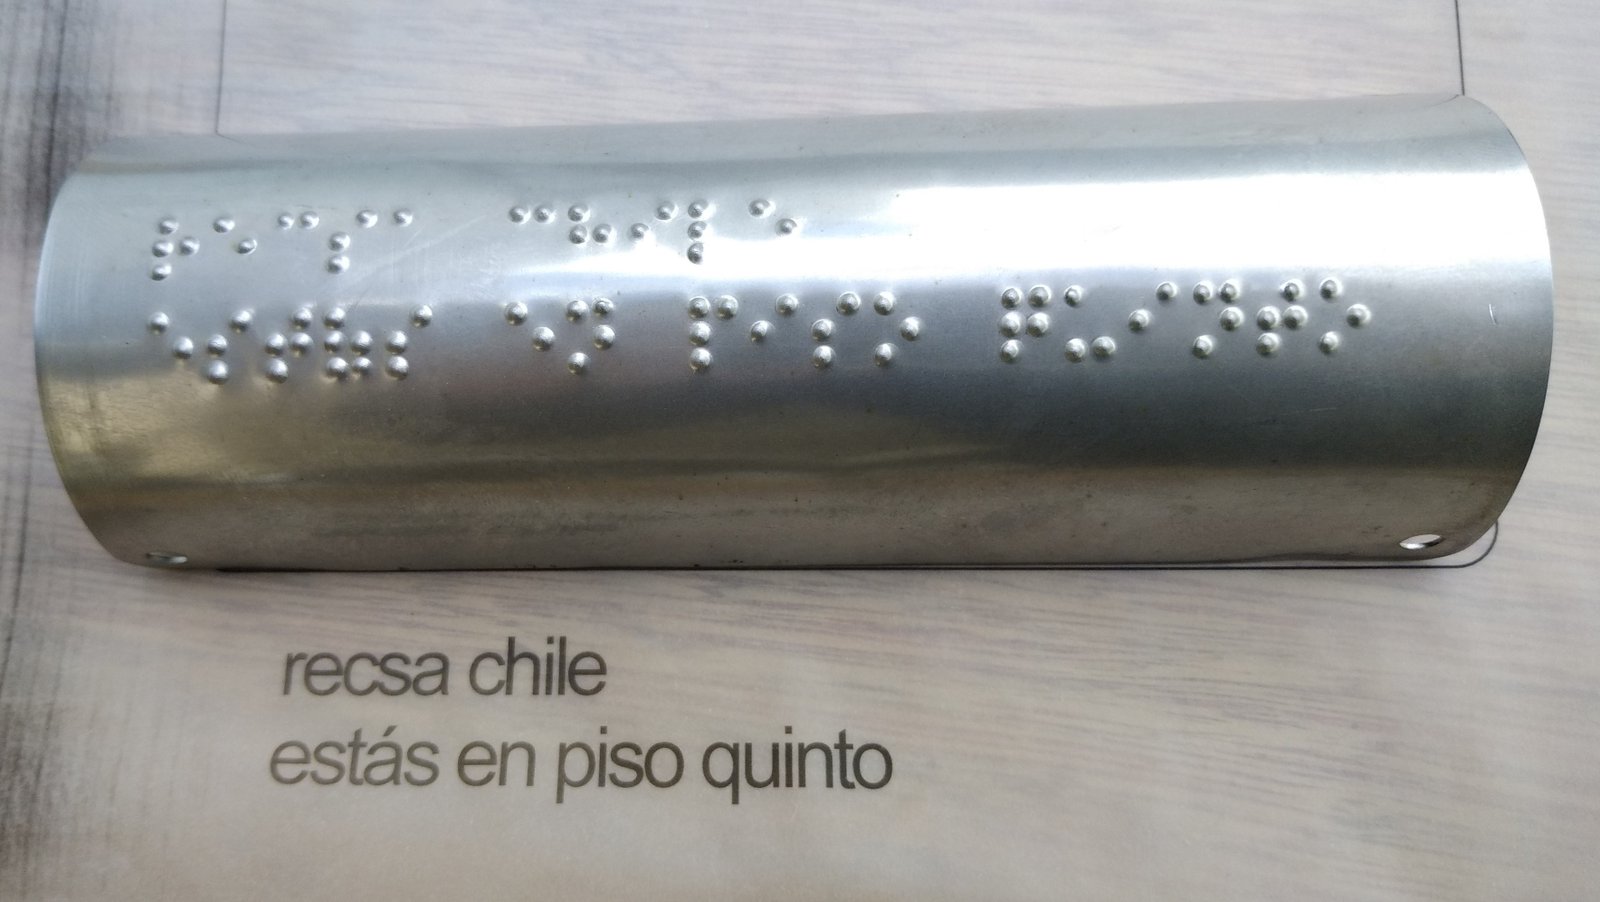 ⠗⠑⠉⠎⠁ ⠉⠓⠊⠇⠑
⠑⠎⠞⠷⠎ ⠑⠝ ⠏⠊⠎⠕ ⠟⠥⠊⠝⠞⠕
recsa chile
estás en piso quinto